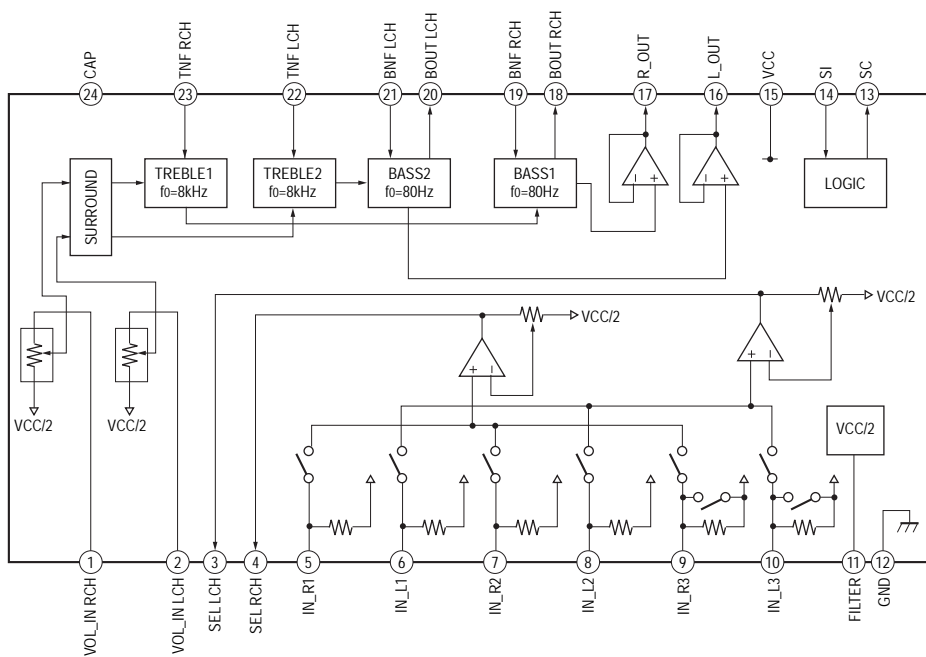 CAP
TNF RCH
TNF LCH
BNF LCH
BOUT LCH
BNF RCH
BOUT RCH
R_OUT
L_OUT
VCC
SI
SC
24
23
22
21
20
19
18
17
16
15
14
13
SURROUND
TREBLE1
f0=8kHz
TREBLE2
f0=8kHz
BASS2
f0=80Hz
BASS1
f0=80Hz
− +
− +
LOGIC
VCC/2
VCC/2
+ −
+ −
VCC/2
VCC/2
VCC/2
1
2
3
4
5
6
7
8
9
10
11
12
VOL_IN RCH
VOL_IN LCH
SEL LCH
SEL RCH
IN_R1
IN_L1
IN_R2
IN_L2
IN_R3
IN_L3
FILTER
GND